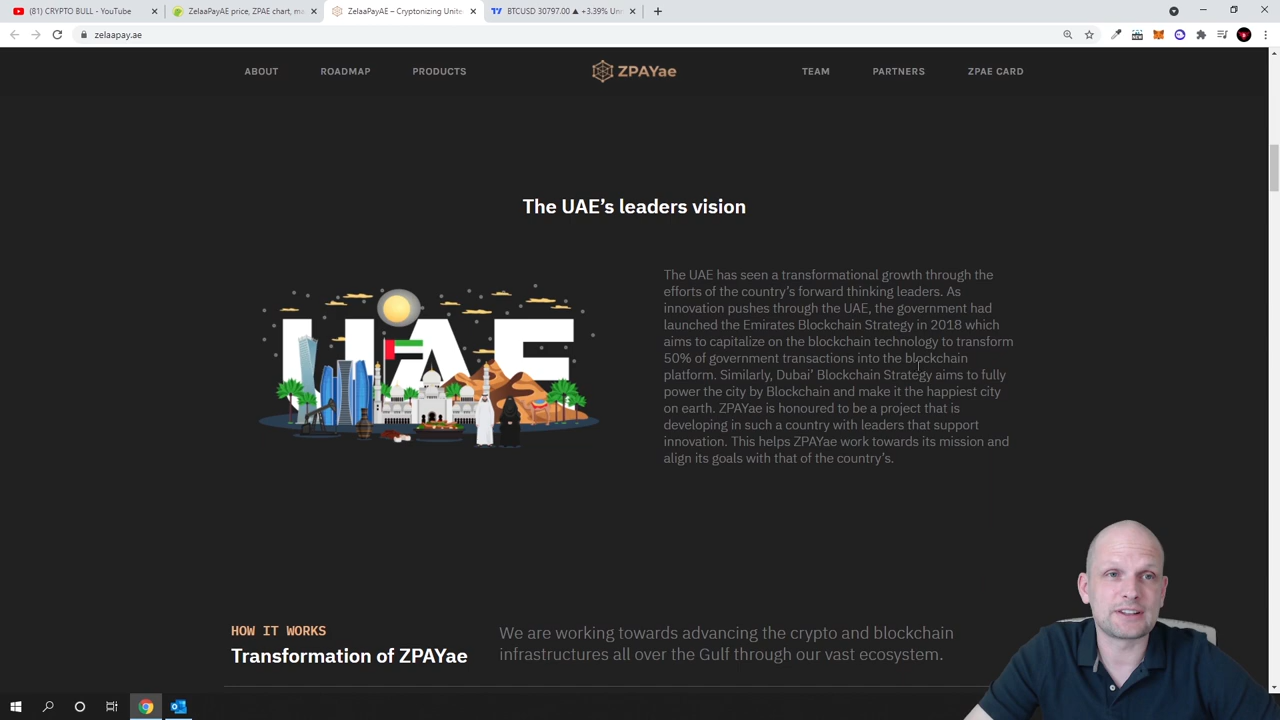 (81) CRYPTO BULL - YouTube
ZelaaPayAE price, ZPAE chart, ma
ZelaaPayAE – Cryptonizing Unite
BTCUSD 30797.00 ▲ +3.39% Un
zelaapay.ae
ABOUT
ROADMAP
PRODUCTS
ZPAYae
TEAM
PARTNERS
ZPAE CARD
The UAE’s leaders vision
UAE
The UAE has seen a transformational growth through the
efforts of the country’s forward thinking leaders. As
innovation pushes through the UAE, the government had
launched the Emirates Blockchain Strategy in 2018 which
aims to capitalize on the blockchain technology to transform
50% of government transactions into the blockchain
platform. Similarly, Dubai’ Blockchain Strategy aims to fully
power the city by Blockchain and make it the happiest city
on earth. ZPAYae is honoured to be a project that is
developing in such a country with leaders that support
innovation. This helps ZPAYae work towards its mission and
align its goals with that of the country’s.
HOW IT WORKS
Transformation of ZPAYae
We are working towards advancing the crypto and blockchain
infrastructures all over the Gulf through our vast ecosystem.